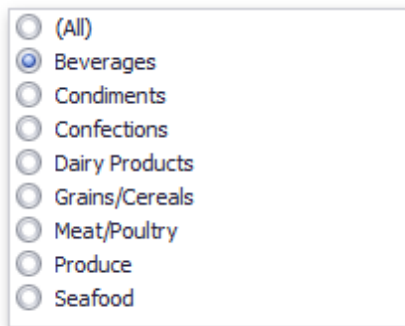 (All)
Beverages
Condiments
Confections
Dairy Products
Grains/Cereals
Meat/Poultry
Produce
Seafood